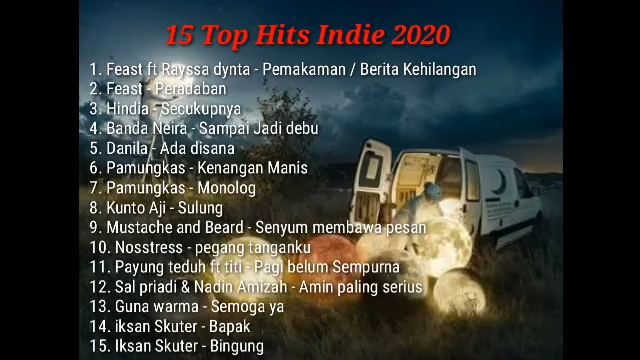 15 Top Hits Indie 2020
1. Feast ft Rayssa dynta - Pemakaman / Berita Kehilangan
2. Feast - Peradaban
3. Hindia - Secukupnya
4. Banda Neira - Sampai Jadi debu
5. Danila - Ada disana
6. Pamungkas - Kenangan Manis
7. Pamungkas - Monolog
8. Kunto Aji - Sulung
9. Mustache and Beard - Senyum membawa pesan
10. Nosstress - pegang tanganku
11. Payung teduh ft titi - Pagi belum Sempurna
12. Sal priadi & Nadin Amizah - Amin paling serius
13. Guna warma - Semoga ya
14. iksan Skuter - Bapak
15. Iksan Skuter - Bingung